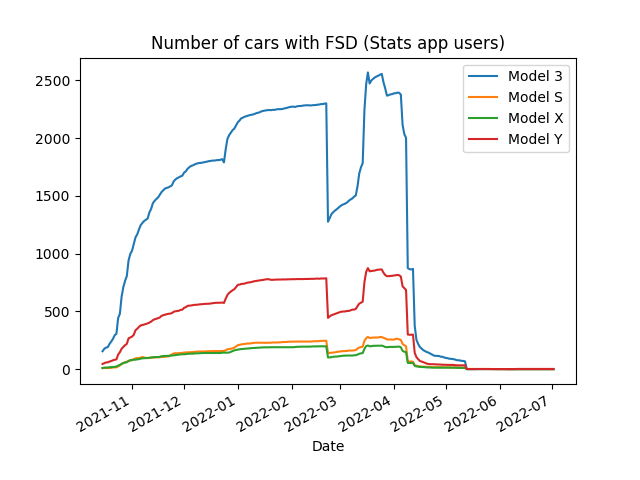 Number of cars with FSD (Stats app users)
Model 3
Model S
Model X
Model Y
2500
2000
1500
1000
500
0
2021-11
2021-12
2022-01
2022-02
2022-03
2022-04
2022-05
2022-06
2022-07
Date